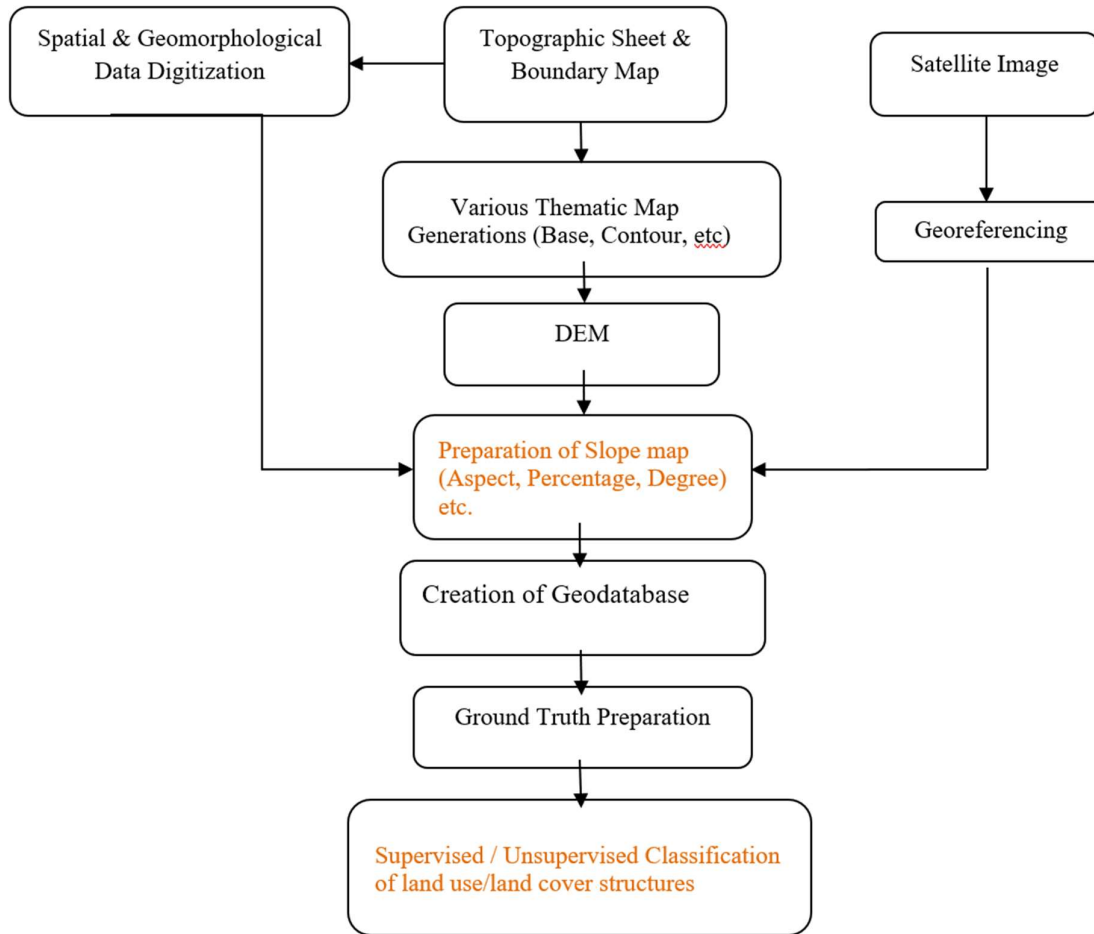 Spatial & Geomorphological
Data Digitization
Topographic Sheet &
Boundary Map
Satellite Image
Various Thematic Map
Generations (Base, Contour, etc)
Georeferencing
DEM
Preparation of Slope map
(Aspect, Percentage, Degree)
etc.
Creation of Geodatabase
Ground Truth Preparation
Supervised / Unsupervised Classification
of land use/land cover structures